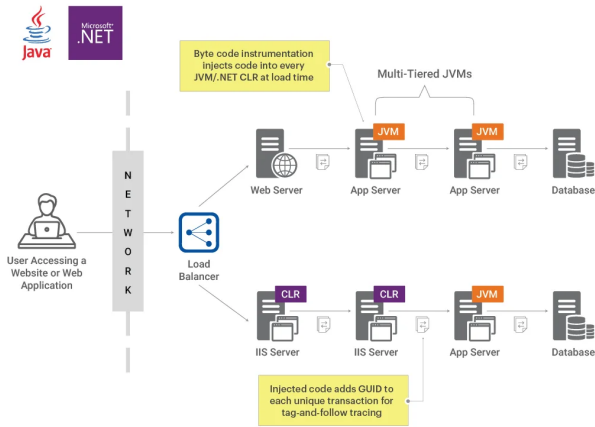 Java
Microsoft®
.NET
Byte code instrumentation
injects code into every
JVM/.NET CLR at load time
Multi-Tiered JVMs
JVM
JVM
Web Server
App Server
App Server
Database
NETWORK
User Accessing a
Website or Web
Application
Load
Balancer
CLR
CLR
JVM
IIS Server
IIS Server
App Server
Database
Injected code adds GUID to
each unique transaction for
tag-and-follow tracing